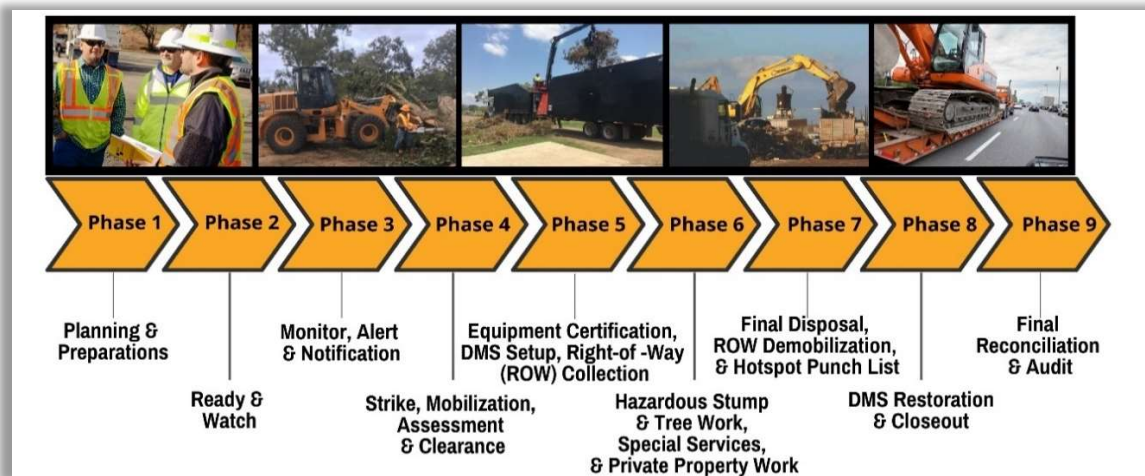 Phase 1
Phase 2
Phase 3
Phase 4
Phase 5
Phase 6
Phase 7
Phase 8
Phase 9
Planning &
Preparations
Ready &
Watch
Monitor, Alert
& Notification
Strike, Mobilization,
Assessment
& Clearance
Equipment Certification,
DMS Setup, Right-of -Way
(ROW) Collection
Hazardous Stump
& Tree Work,
Special Services,
& Private Property Work
Final Disposal,
ROW Demobilization,
& Hotspot Punch List
DMS Restoration
& Closeout
Final
Reconciliation
& Audit